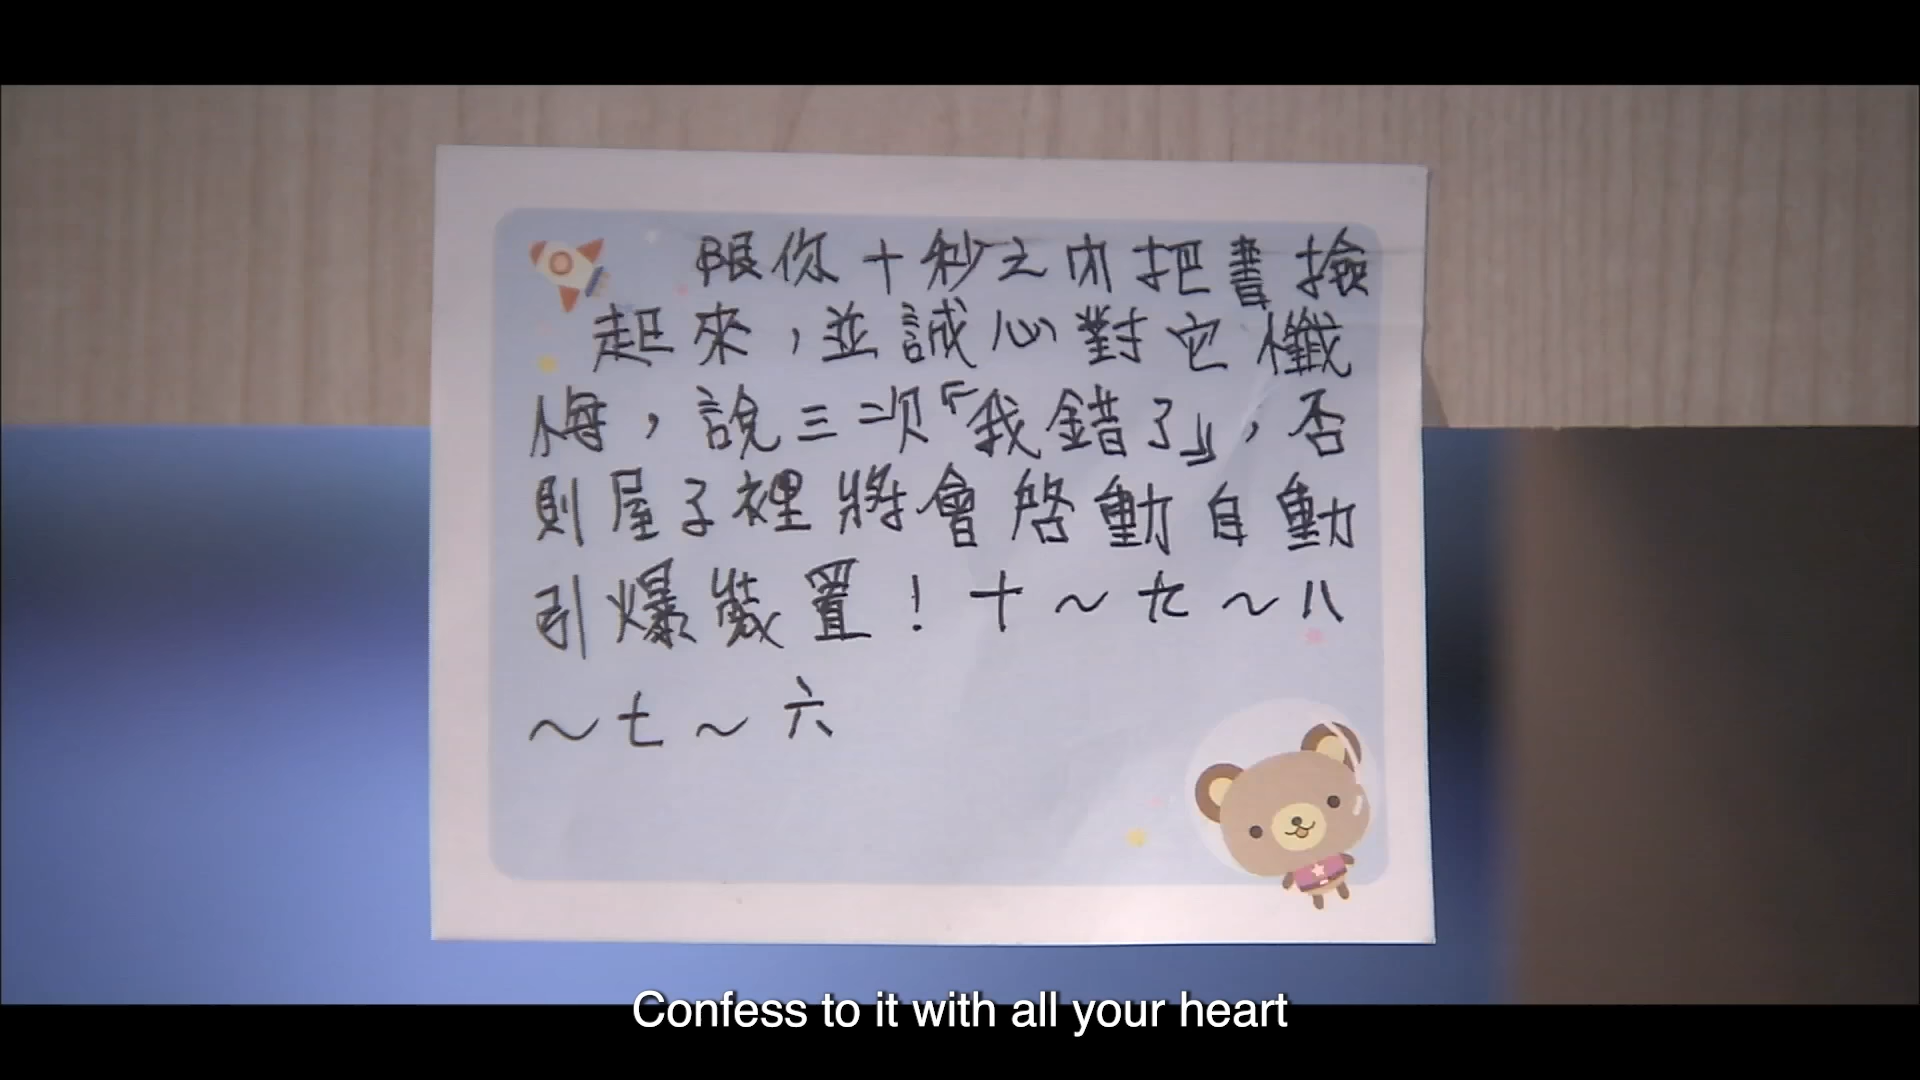 限你十秒之內把書撿
起來，並誠心對它懺
悔，說三次『我錯了』，否
則屋子裡將會啓動自動
引爆裝置！十～九～八
～七～六
Confess to it with all your heart